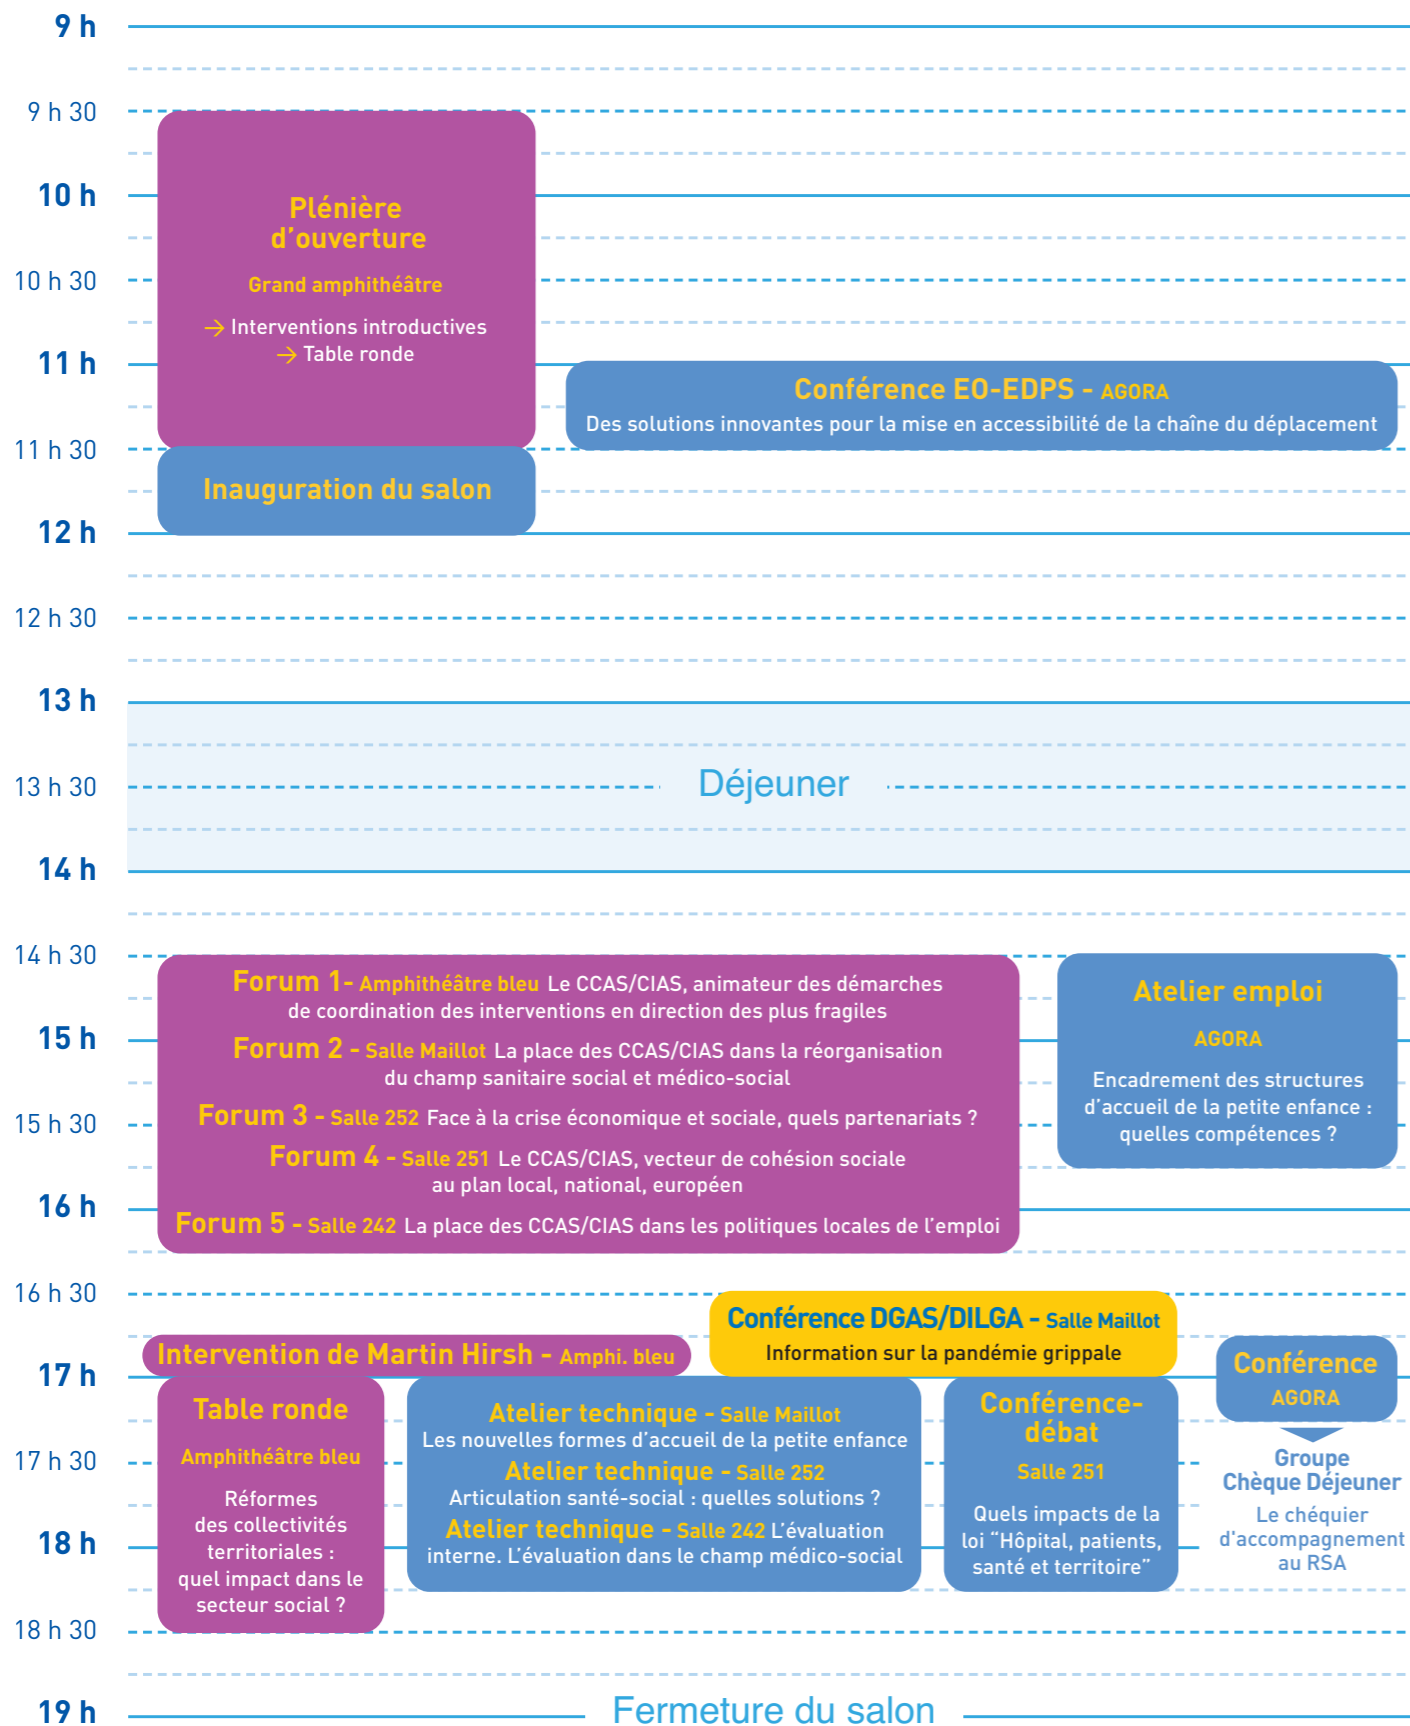 9 h
9 h 30
Plénière
d’ouverture
Grand amphithéâtre
→ Interventions introductives
→ Table ronde
10 h
10 h 30
11 h
Conférence EO-EDPS - AGORA
Des solutions innovantes pour la mise en accessibilité de la chaîne du déplacement
11 h 30
Inauguration du salon
12 h
12 h 30
13 h
13 h 30
Déjeuner
14 h
14 h 30
Forum 1- Amphithéâtre bleu Le CCAS/CIAS, animateur des démarches
de coordination des interventions en direction des plus fragiles
Forum 2 - Salle Maillot La place des CCAS/CIAS dans la réorganisation
du champ sanitaire social et médico-social
Forum 3 - Salle 252 Face à la crise économique et sociale, quels partenariats ?
Forum 4 - Salle 251 Le CCAS/CIAS, vecteur de cohésion sociale
au plan local, national, européen
Forum 5 - Salle 242 La place des CCAS/CIAS dans les politiques locales de l’emploi
Atelier emploi
AGORA
Encadrement des structures
d’accueil de la petite enfance :
quelles compétences ?
15 h
15 h 30
16 h
16 h 30
Conférence DGAS/DILGA - Salle Maillot
Information sur la pandémie grippale
Intervention de Martin Hirsh - Amphi. bleu
17 h
Table ronde
Amphithéâtre bleu
Réformes
des collectivités
territoriales :
quel impact dans le
secteur social ?
Atelier technique - Salle Maillot
Les nouvelles formes d’accueil de la petite enfance
Atelier technique - Salle 252
Articulation santé-social : quelles solutions ?
Atelier technique - Salle 242 L’évaluation
interne. L’évaluation dans le champ médico-social
Conférence-
débat
Salle 251
Quels impacts de la
loi “Hôpital, patients,
santé et territoire”
Conférence
AGORA
Groupe
Chèque Déjeuner
Le chéquier
d'accompagnement
au RSA
17 h 30
18 h
18 h 30
19 h
Fermeture du salon